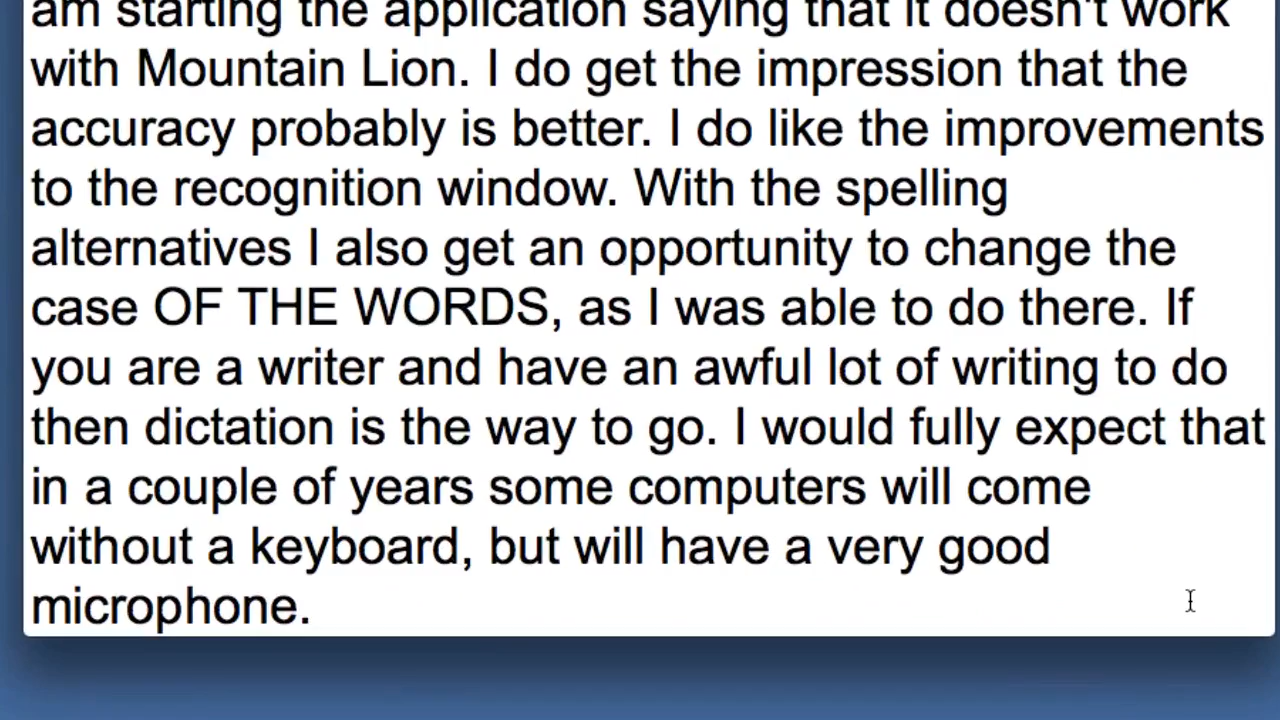 am starting the application saying that it doesn't work
with Mountain Lion. I do get the impression that the
accuracy probably is better. I do like the improvements
to the recognition window. With the spelling
alternatives I also get an opportunity to change the
case OF THE WORDS, as I was able to do there. If
you are a writer and have an awful lot of writing to do
then dictation is the way to go. I would fully expect that
in a couple of years some computers will come
without a keyboard, but will have a very good
microphone.